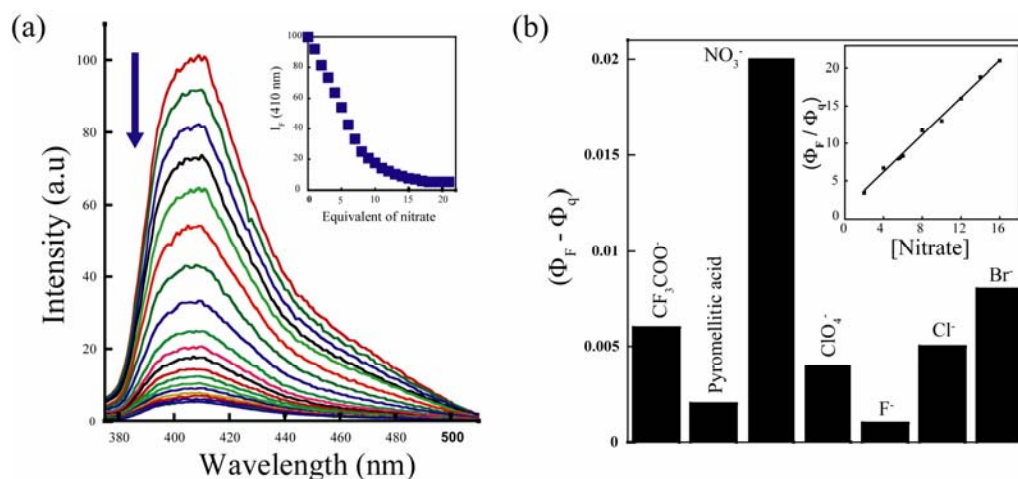 (a)
Intensity (a.u)
100
80
60
40
20
0
380
400
420
440
460
480
500
Wavelength (nm)
I_F (410 nm)
100
80
60
40
20
0
0
5
10
15
20
Equivalent of nitrate
(b)
(Φ_F - Φ_q)
0.02
0.015
0.01
0.005
0
CF₃COO⁻
Pyromellitic acid
NO₃⁻
ClO₄⁻
F⁻
Cl⁻
Br⁻
(Φ_F / Φ_q)
20
15
10
5
0
4
8
12
16
[Nitrate]